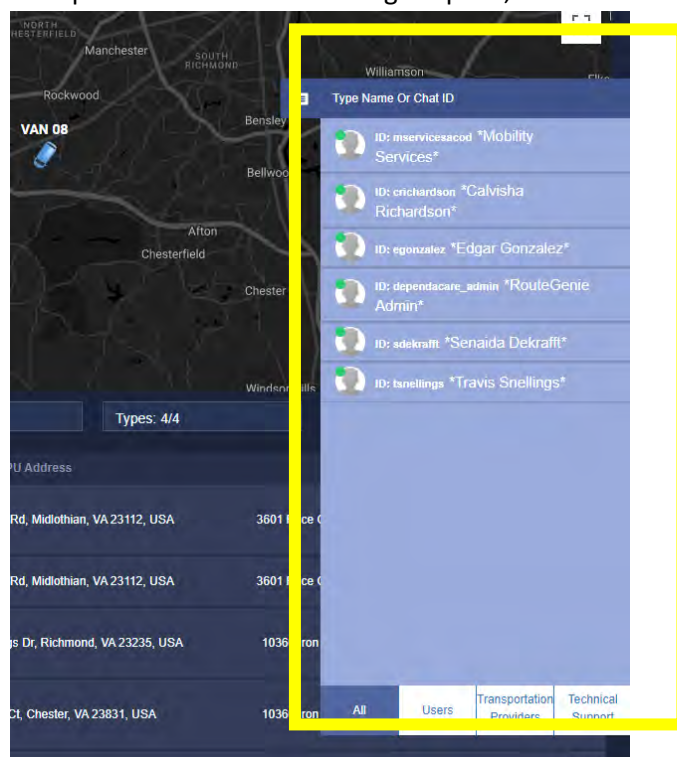 NORTH
Manchester
SOUTH
RICHMOND
Rockwood
VAN 08
Bensley
Williamson
Afton
Chesterfield
Chester
Types: 4/4
PU Address
Rd, Midlothian, VA 23112, USA
3601
Rd, Midlothian, VA 23112, USA
3601
gs Dr, Richmond, VA 23235, USA
Ct, Chester, VA 23831, USA
Type Name Or Chat ID
ID: mservicesacod *Mobility
Services*
ID: crichardson *Calvisha
Richardson*
ID: egonzalez *Edgar Gonzalez*
ID: dependacare_admin *RouteGenie
Admin*
ID: sdekrafft *Senaida Dekrafft*
ID: tsnellings *Travis Snellings*
All
Users
Transportation
Providers
Technical
Support